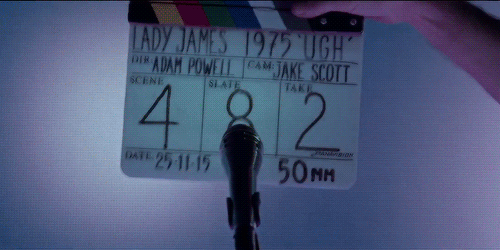 LADY JAMES 1975 'UGH'
DIR: ADAM POWELL CAM: JAKE SCOTT
SCENE SLATE TAKE
4 8 2
DATE: 25-11-15 50MM